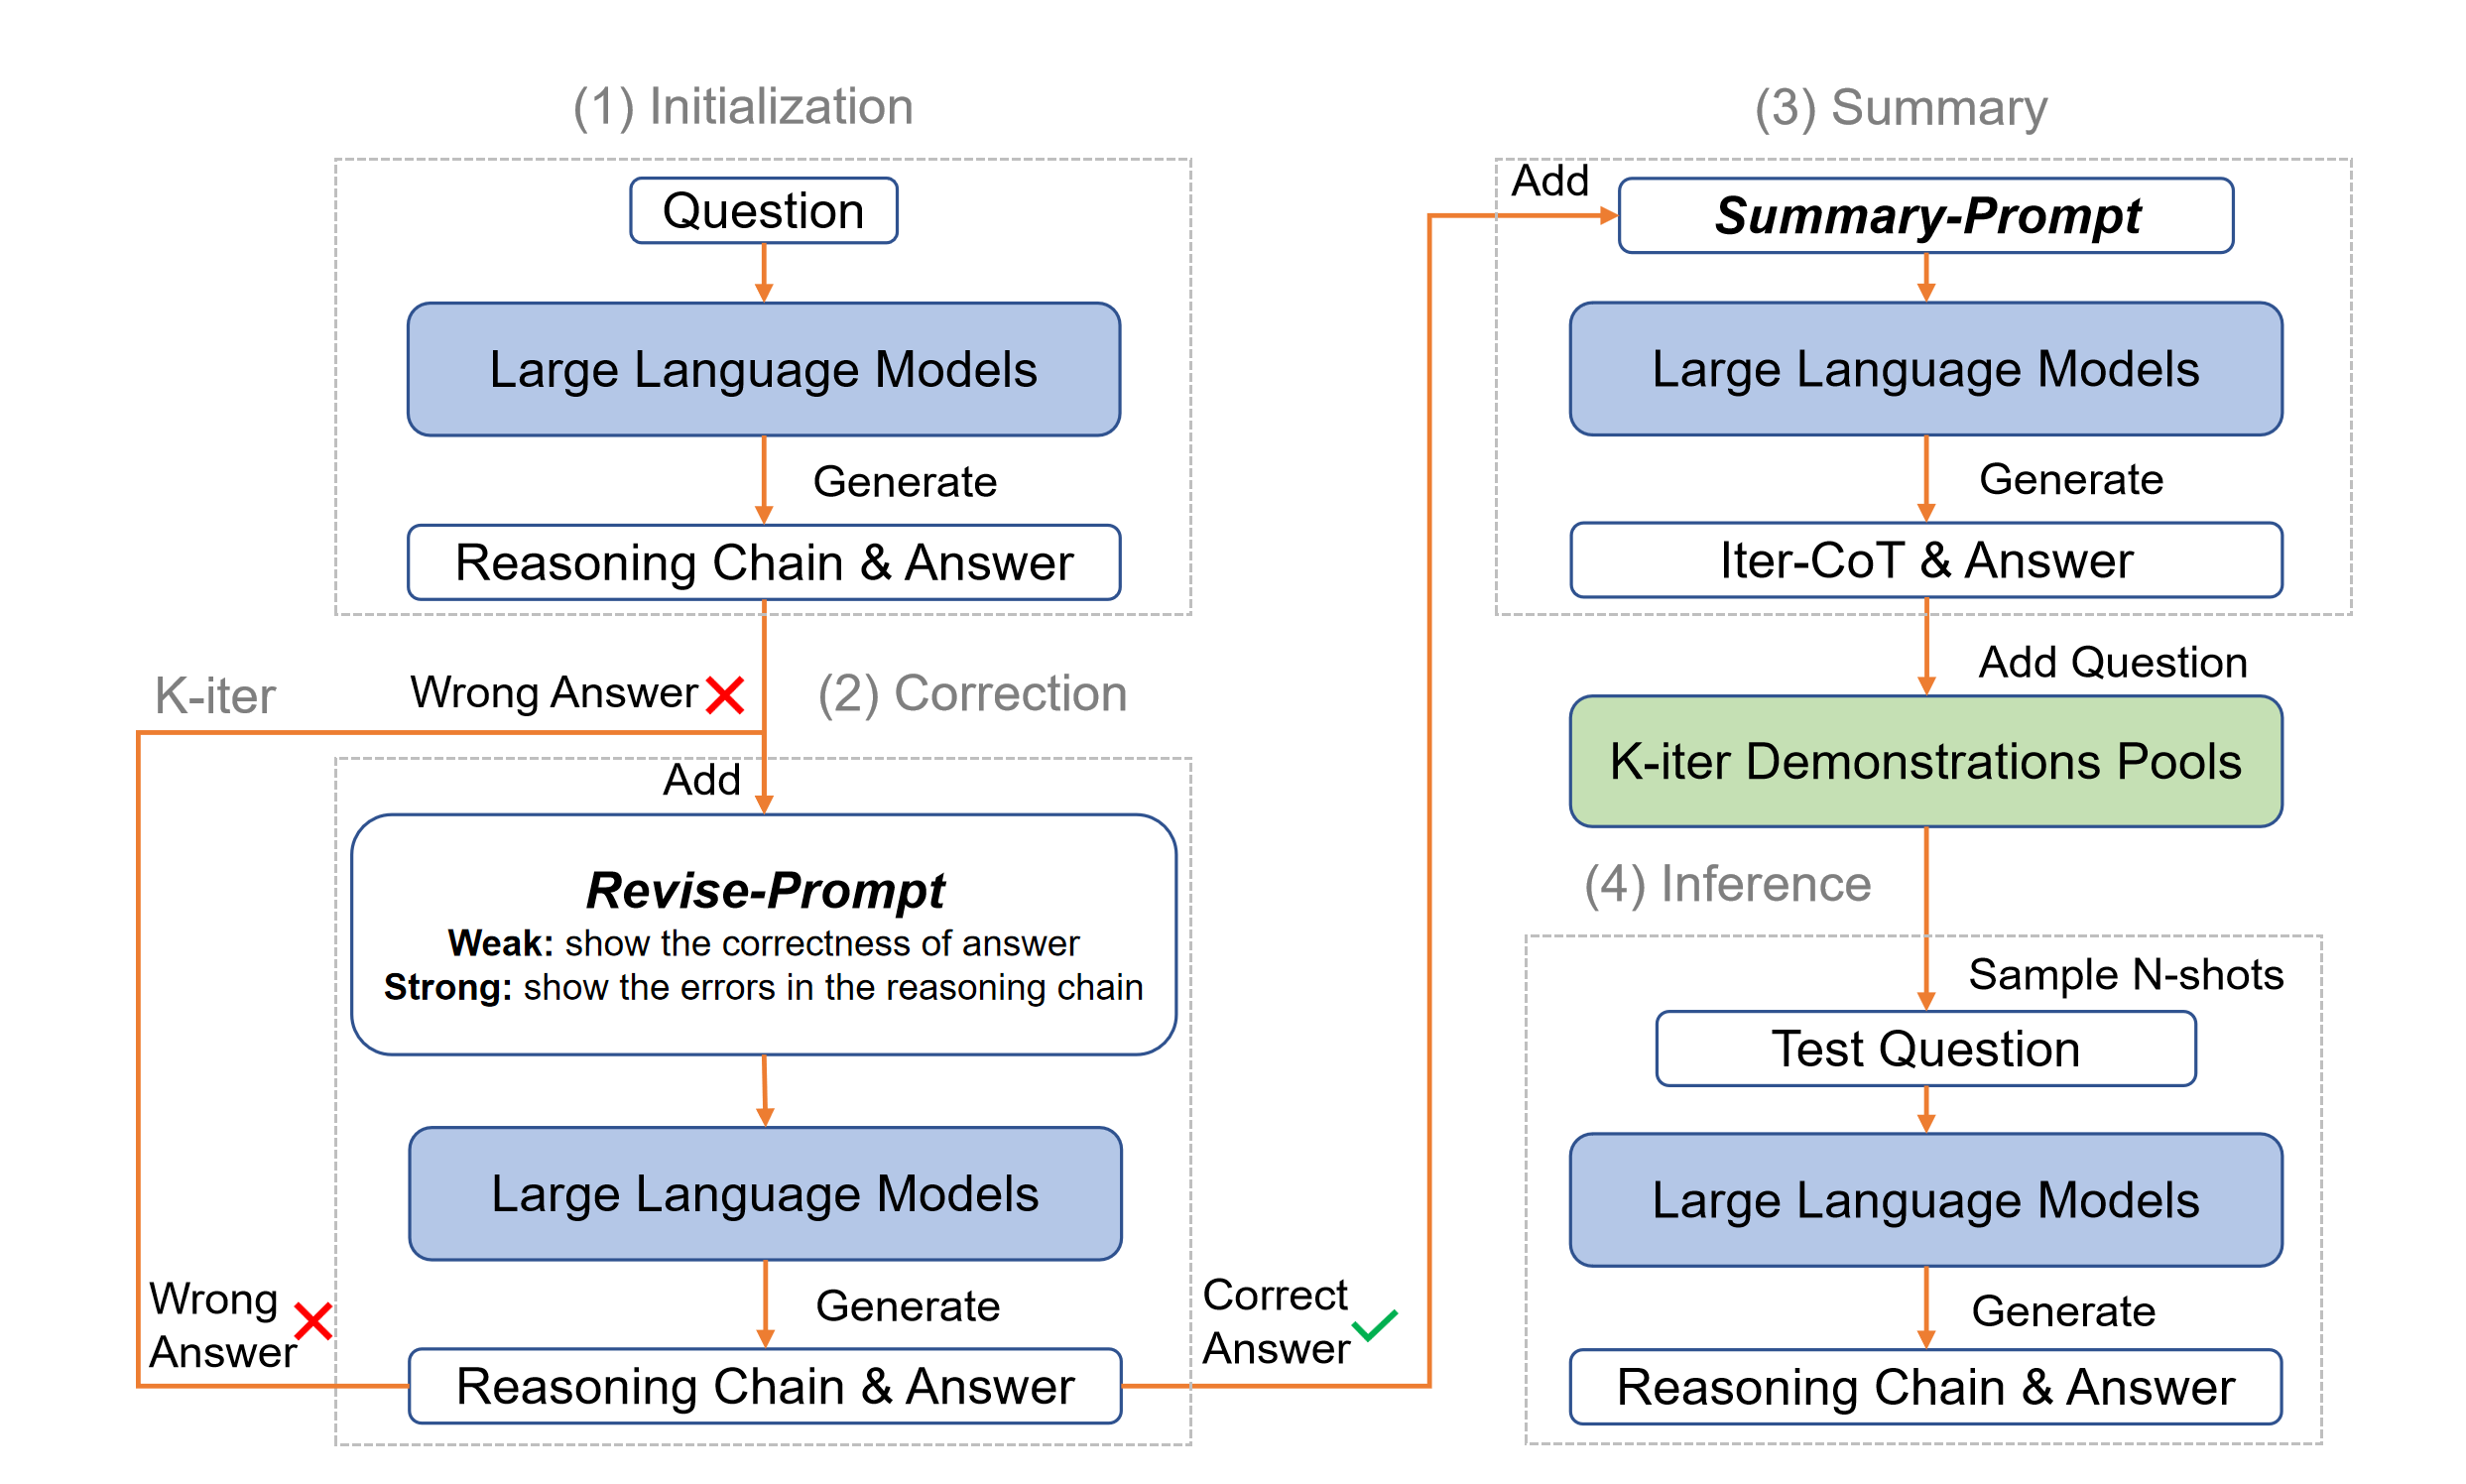 (1) Initialization
Question
Large Language Models
Generate
Reasoning Chain & Answer
K-iter
Wrong Answer
(2) Correction
Add
Revise-Prompt
Weak: show the correctness of answer
Strong: show the errors in the reasoning chain
Large Language Models
Generate
Wrong
Answer
Reasoning Chain & Answer
Correct
Answer
(3) Summary
Add
Summary-Prompt
Large Language Models
Generate
Iter-CoT & Answer
Add Question
K-iter Demonstrations Pools
(4) Inference
Sample N-shots
Test Question
Large Language Models
Generate
Reasoning Chain & Answer